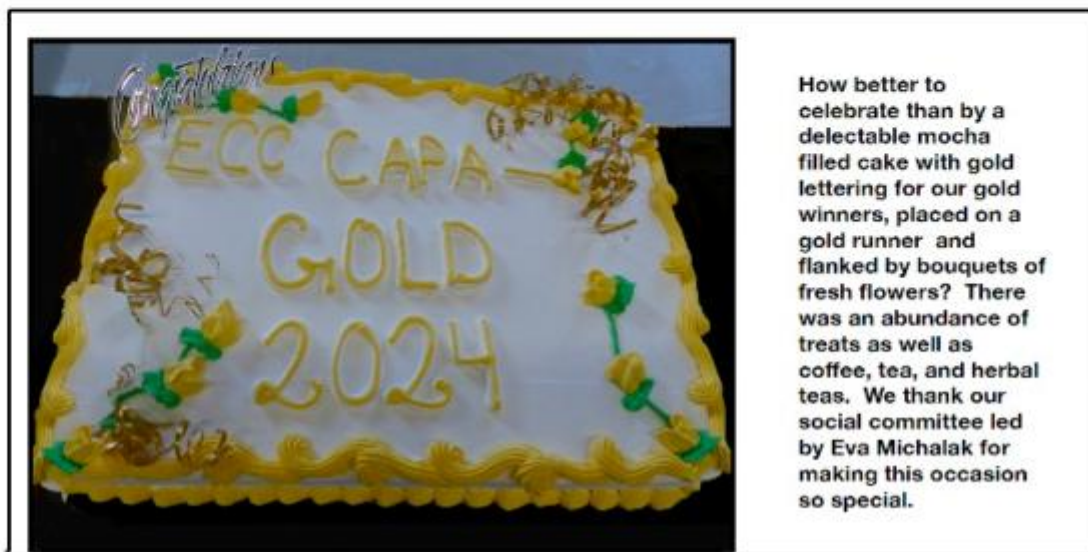 Congratulations
ECC CAPA
GOLD
2024
How better to
celebrate than by a
delectable mocha
filled cake with gold
lettering for our gold
winners, placed on a
gold runner and
flanked by bouquets of
fresh flowers? There
was an abundance of
treats as well as
coffee, tea, and herbal
teas. We thank our
social committee led
by Eva Michalak for
making this occasion
so special.